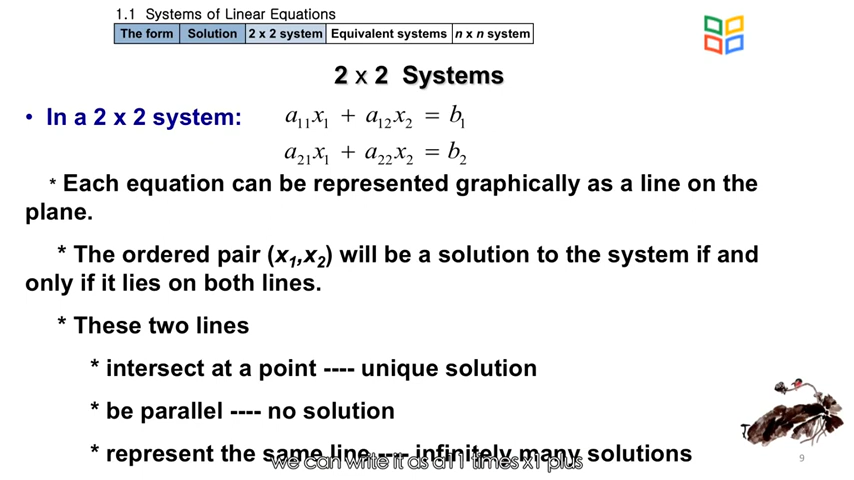 1.1 Systems of Linear Equations
The form Solution 2 x 2 system Equivalent systems n x n system
2 x 2 Systems
• In a 2 x 2 system: a₁₁x₁ + a₁₂x₂ = b₁
a₂₁x₁ + a₂₂x₂ = b₂
* Each equation can be represented graphically as a line on the
plane.
* The ordered pair (x₁,x₂) will be a solution to the system if and
only if it lies on both lines.
* These two lines
* intersect at a point ---- unique solution
* be parallel ---- no solution
* represent the same line ---- infinitely many solutions
we can write it as a11 times x1 plus
9